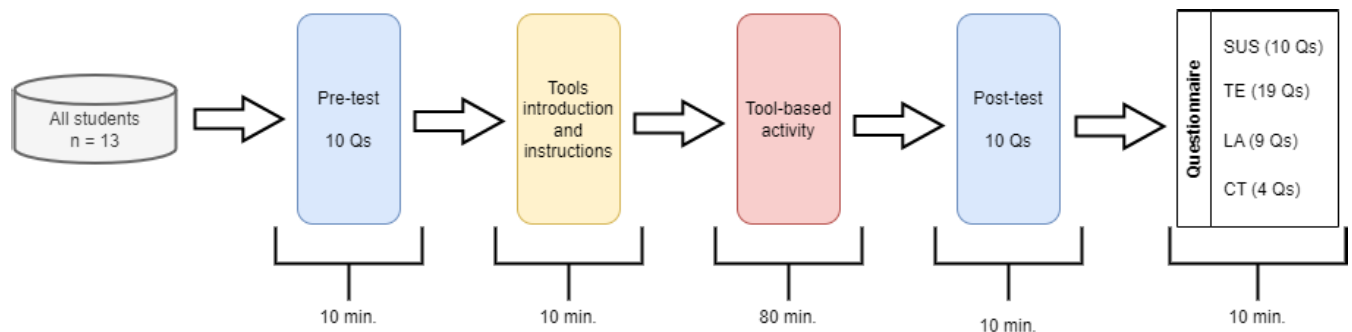 All students
n = 13
Pre-test
10 Qs
Tools
introduction
and
instructions
Tool-based
activity
Post-test
10 Qs
Questionnaire
SUS (10 Qs)
TE (19 Qs)
LA (9 Qs)
CT (4 Qs)
10 min.
10 min.
80 min.
10 min.
10 min.